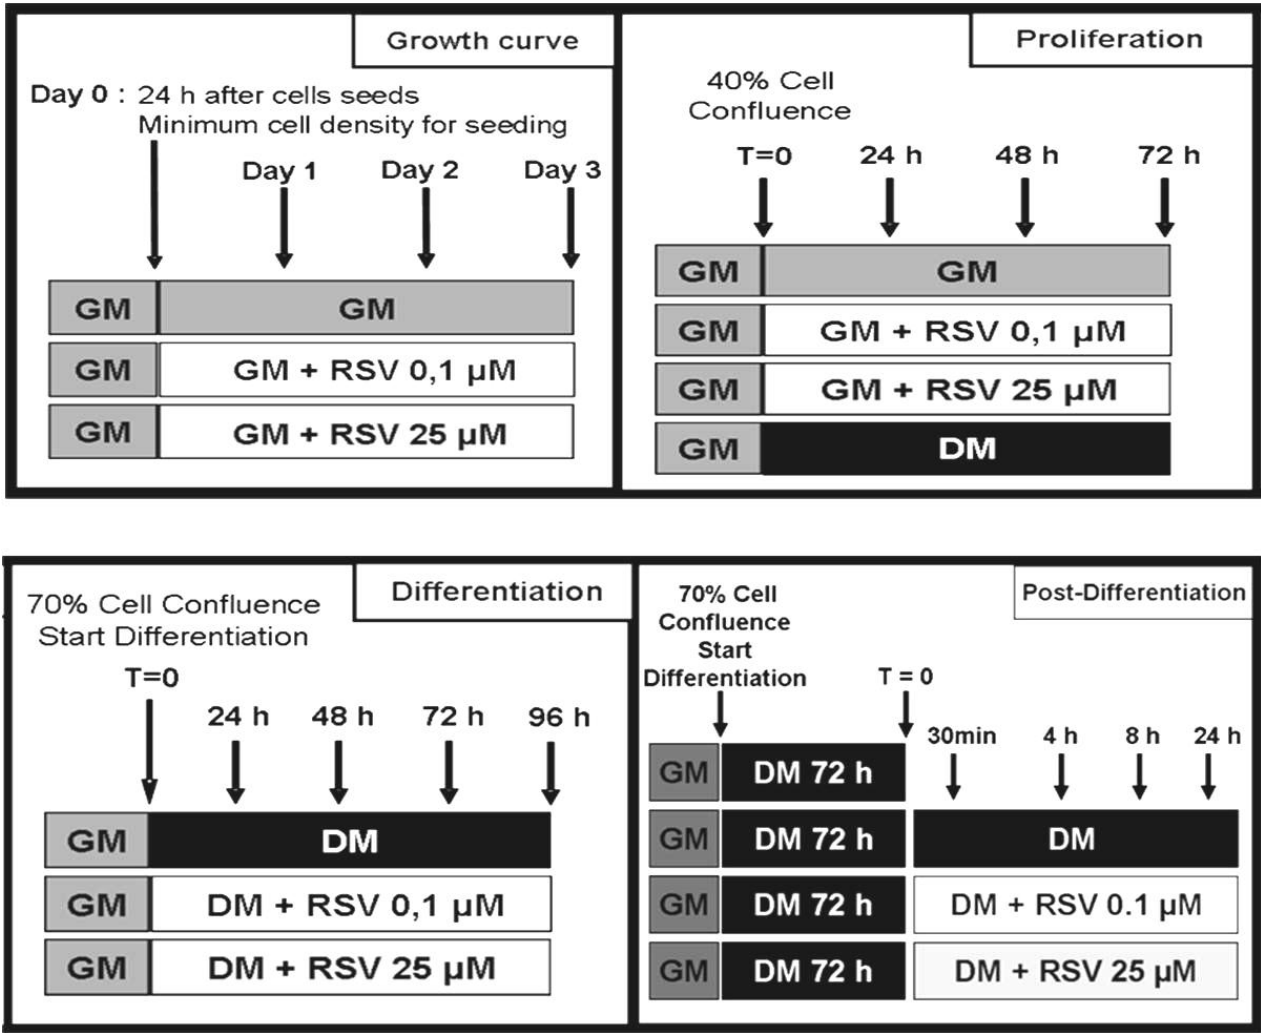 Growth curve
Day 0 : 24 h after cells seeds
Minimum cell density for seeding
Day 1 Day 2 Day 3
GM GM
GM GM + RSV 0,1 µM
GM GM + RSV 25 µM
Proliferation
40% Cell
Confluence
T=0 24 h 48 h 72 h
GM GM
GM GM + RSV 0,1 µM
GM GM + RSV 25 µM
GM DM
Differentiation
70% Cell Confluence
Start Differentiation
T=0
24 h 48 h 72 h 96 h
GM DM
GM DM + RSV 0,1 µM
GM DM + RSV 25 µM
Post-Differentiation
70% Cell
Confluence
Start
Differentiation T = 0
30min 4 h 8 h 24 h
GM DM 72 h
GM DM 72 h DM
GM DM 72 h DM + RSV 0.1 µM
GM DM 72 h DM + RSV 25 µM